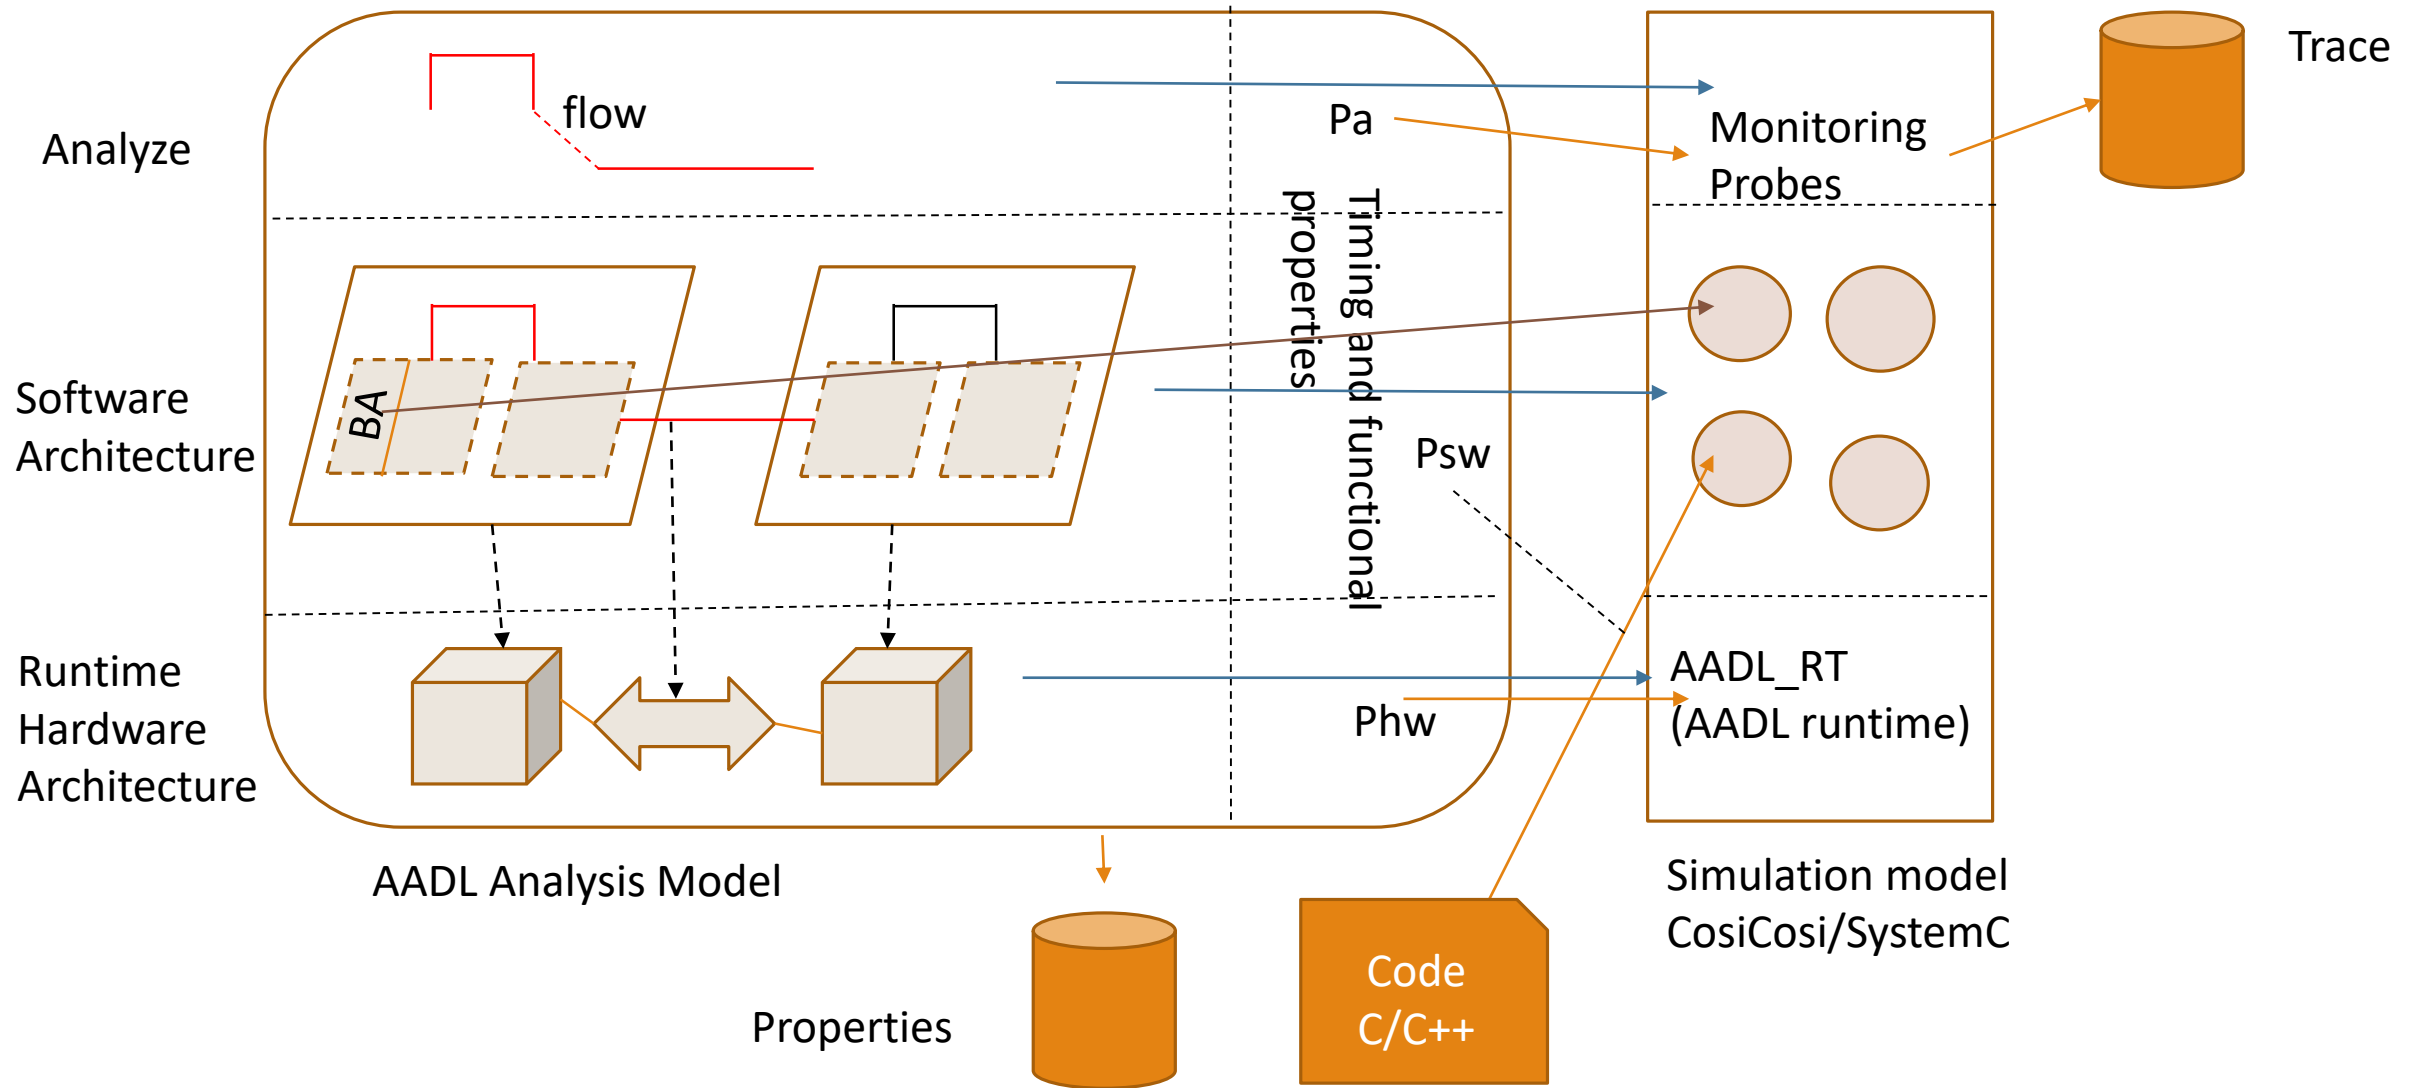 Trace
flow
Pa
Monitoring
Probes
Analyze
Timing and functional
properties
BA
Software
Architecture
Psw
Runtime
Hardware
Architecture
AADL_RT
(AADL runtime)
Phw
AADL Analysis Model
Simulation model
CosiCosi/SystemC
Code
C/C++
Properties